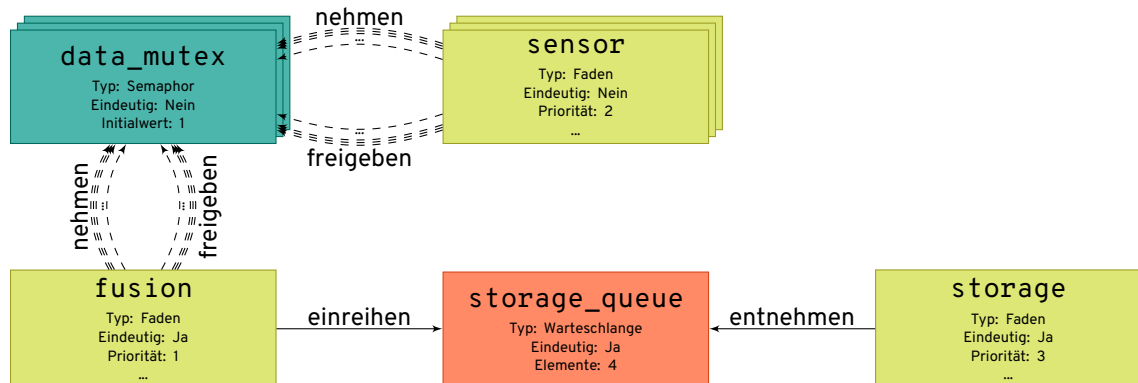 data_mutex
Typ: Semaphor
Eindeutig: Nein
Initialwert: 1
nehmen
...
...
freigeben
sensor
Typ: Faden
Eindeutig: Nein
Priorität: 2
...
nehmen
...
...
freigeben
fusion
Typ: Faden
Eindeutig: Ja
Priorität: 1
...
einreihen
storage_queue
Typ: Warteschlange
Eindeutig: Ja
Elemente: 4
entnehmen
storage
Typ: Faden
Eindeutig: Ja
Priorität: 3
...